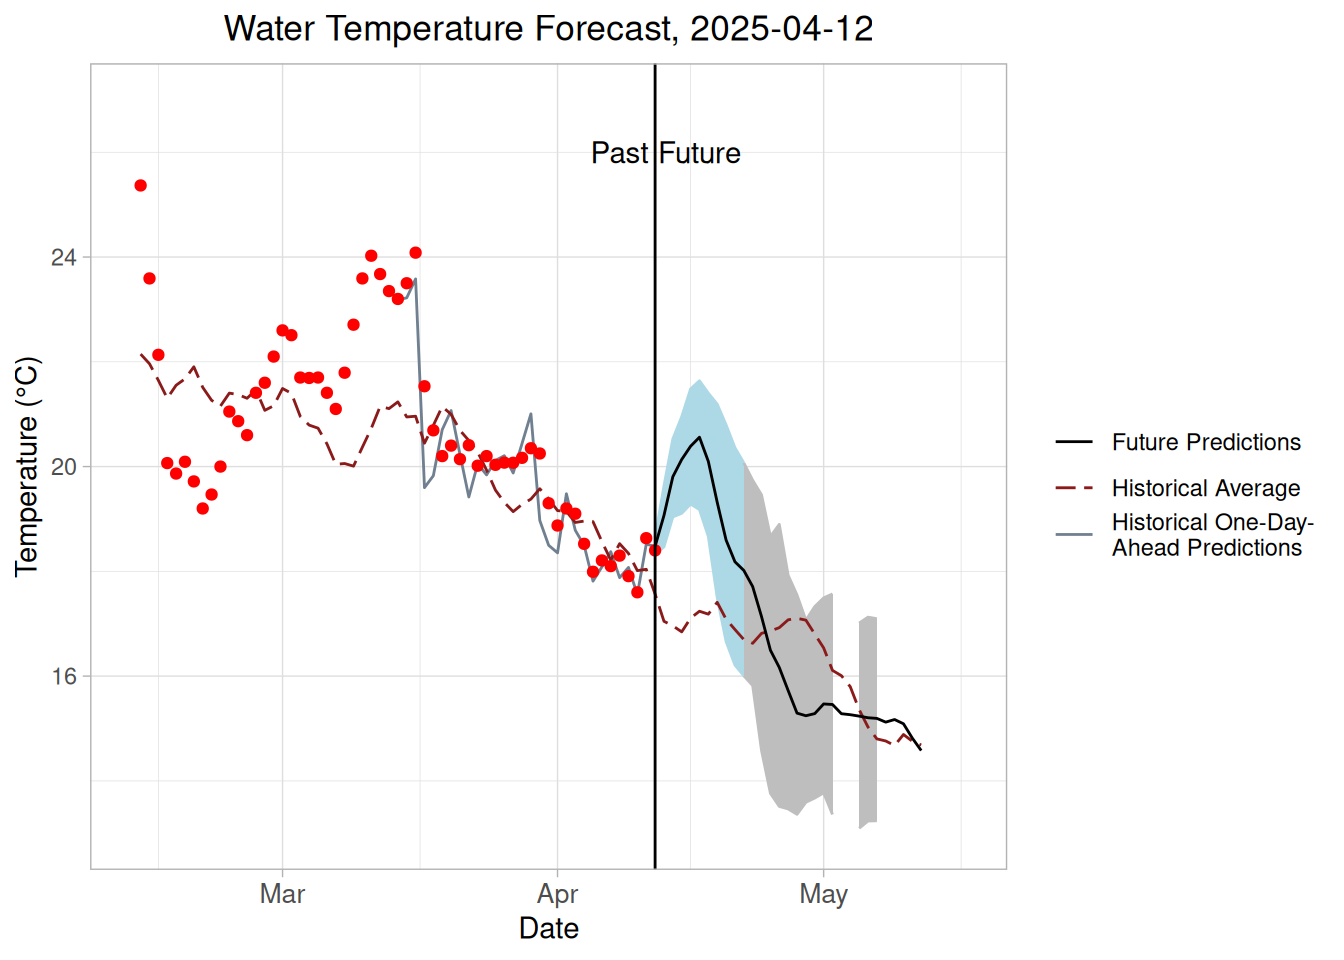 Water Temperature Forecast, 2025-04-12
Past
Future
24
20
16
Temperature (°C)
Mar
Apr
May
Date
Future Predictions
Historical Average
Historical One-Day-
Ahead Predictions